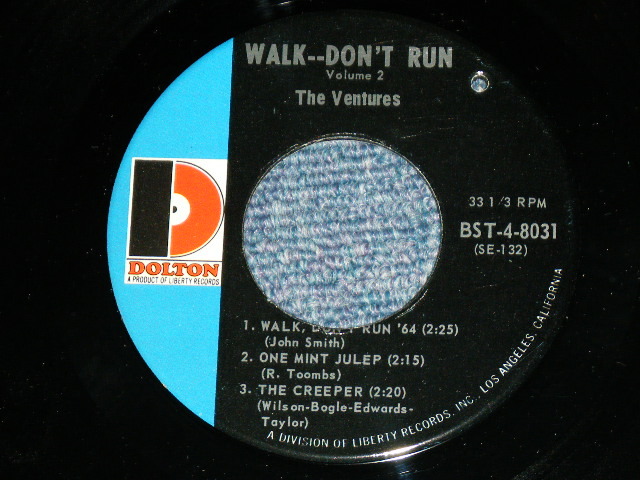 WALK--DON'T RUN
Volume 2
The Ventures
33 1/3 RPM
BST-4-8031
(SE-132)
DOLTON
A PRODUCT OF LIBERTY RECORDS
1. WALK, RUN '64 (2:25)
(John Smith)
2. ONE MINT JULEP (2:15)
(R. Toombs)
3. THE CREEPER (2:20)
(Wilson-Bogle-Edwards-
Taylor)
A DIVISION OF LIBERTY RECORDS, INC., LOS ANGELES, CALIFORNIA